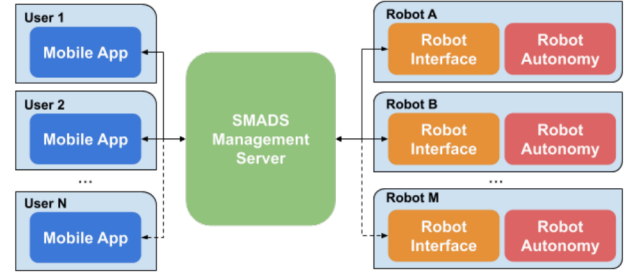 User 1
Mobile App
User 2
Mobile App
...
User N
Mobile App
SMADS
Management
Server
Robot A
Robot
Interface
Robot
Autonomy
Robot B
Robot
Interface
Robot
Autonomy
...
Robot M
Robot
Interface
Robot
Autonomy